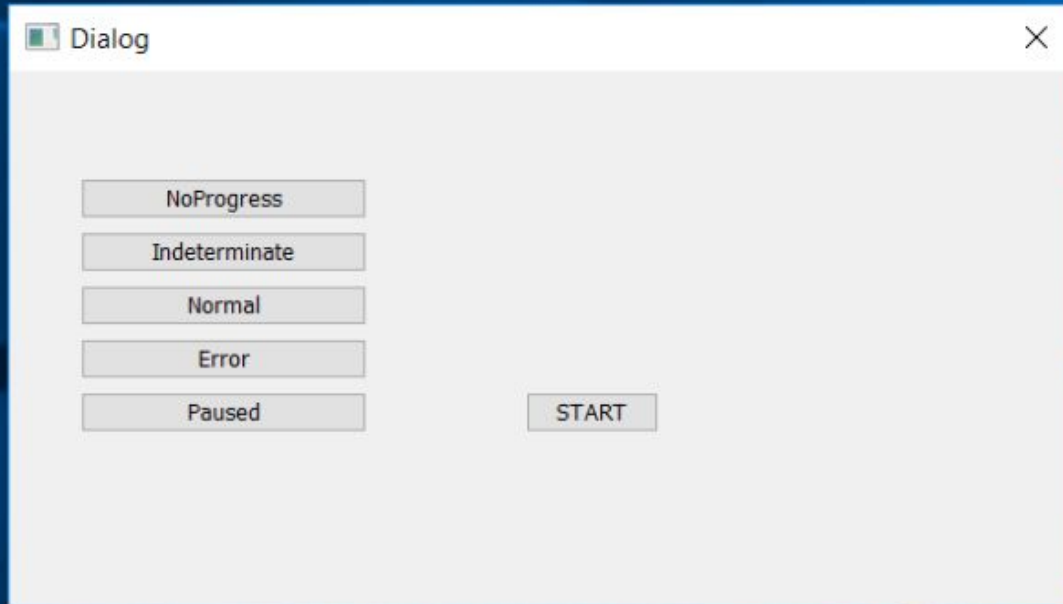 Dialog
NoProgress
Indeterminate
Normal
Error
Paused
START